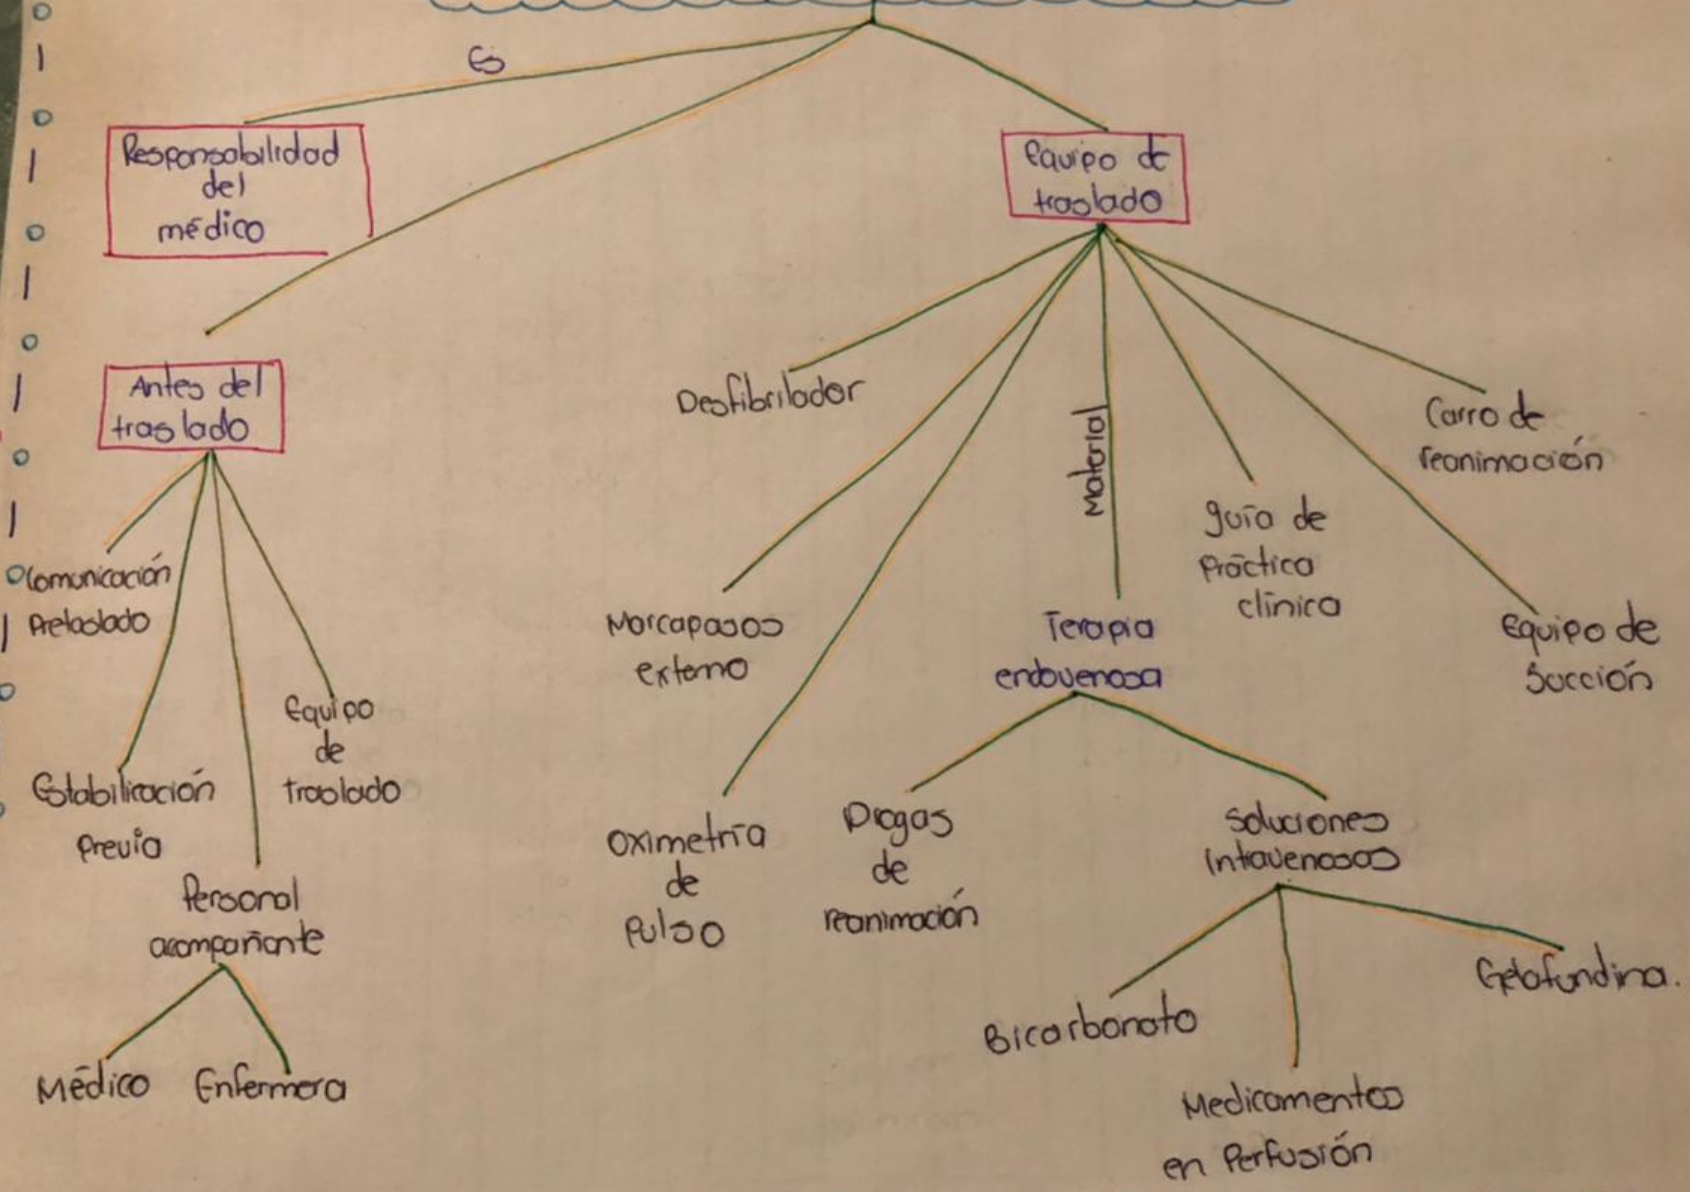 Es
Responsabilidad
del
médico
Equipo de
traslado
Antes del
traslado
Desfibrilador
Material
Carro de
reanimación
guía de
Práctica
clínica
Comunicación
Pretaslado
Marcapasos
externo
Terapia
endovenosa
Equipo de
Succión
Equipo
de
traslado
Estabilización
Previa
Oximetría
de
Pulso
Drogas
de
reanimación
Soluciones
Intravenosas
Personal
acompañante
Médico Enfermera
Bicarbonato
Gelafundina.
Medicamentos
en Perfusión